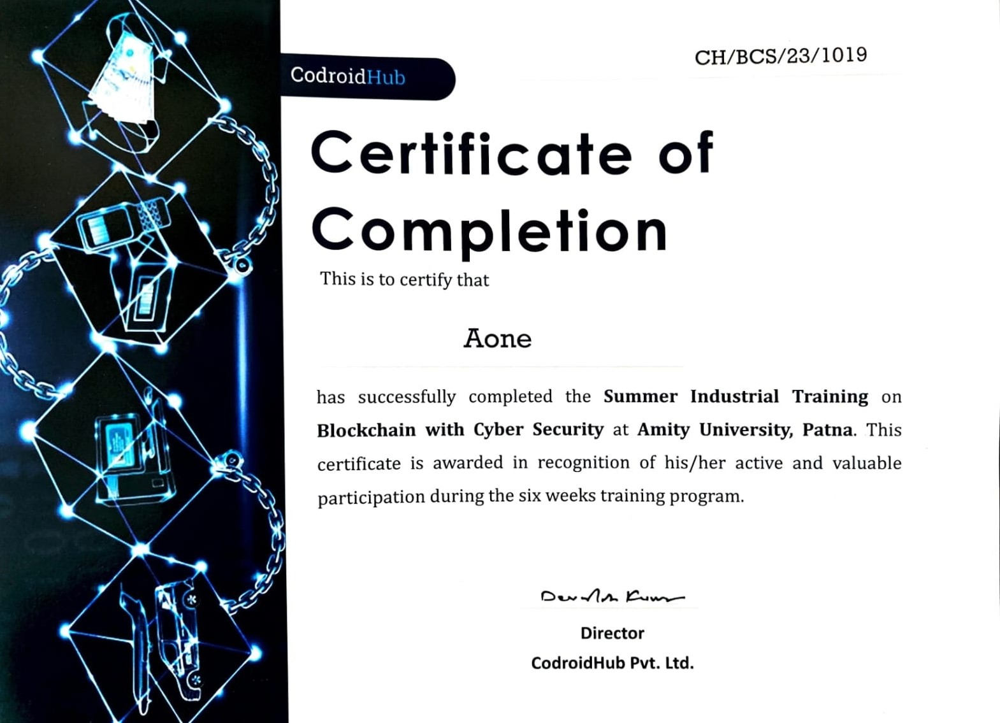 CH/BCS/23/1019
CodroidHub
Certificate of
Completion
This is to certify that
Aone
has successfully completed the Summer Industrial Training on
Blockchain with Cyber Security at Amity University, Patna. This
certificate is awarded in recognition of his/her active and valuable
participation during the six weeks training program.
Director
CodroidHub Pvt. Ltd.